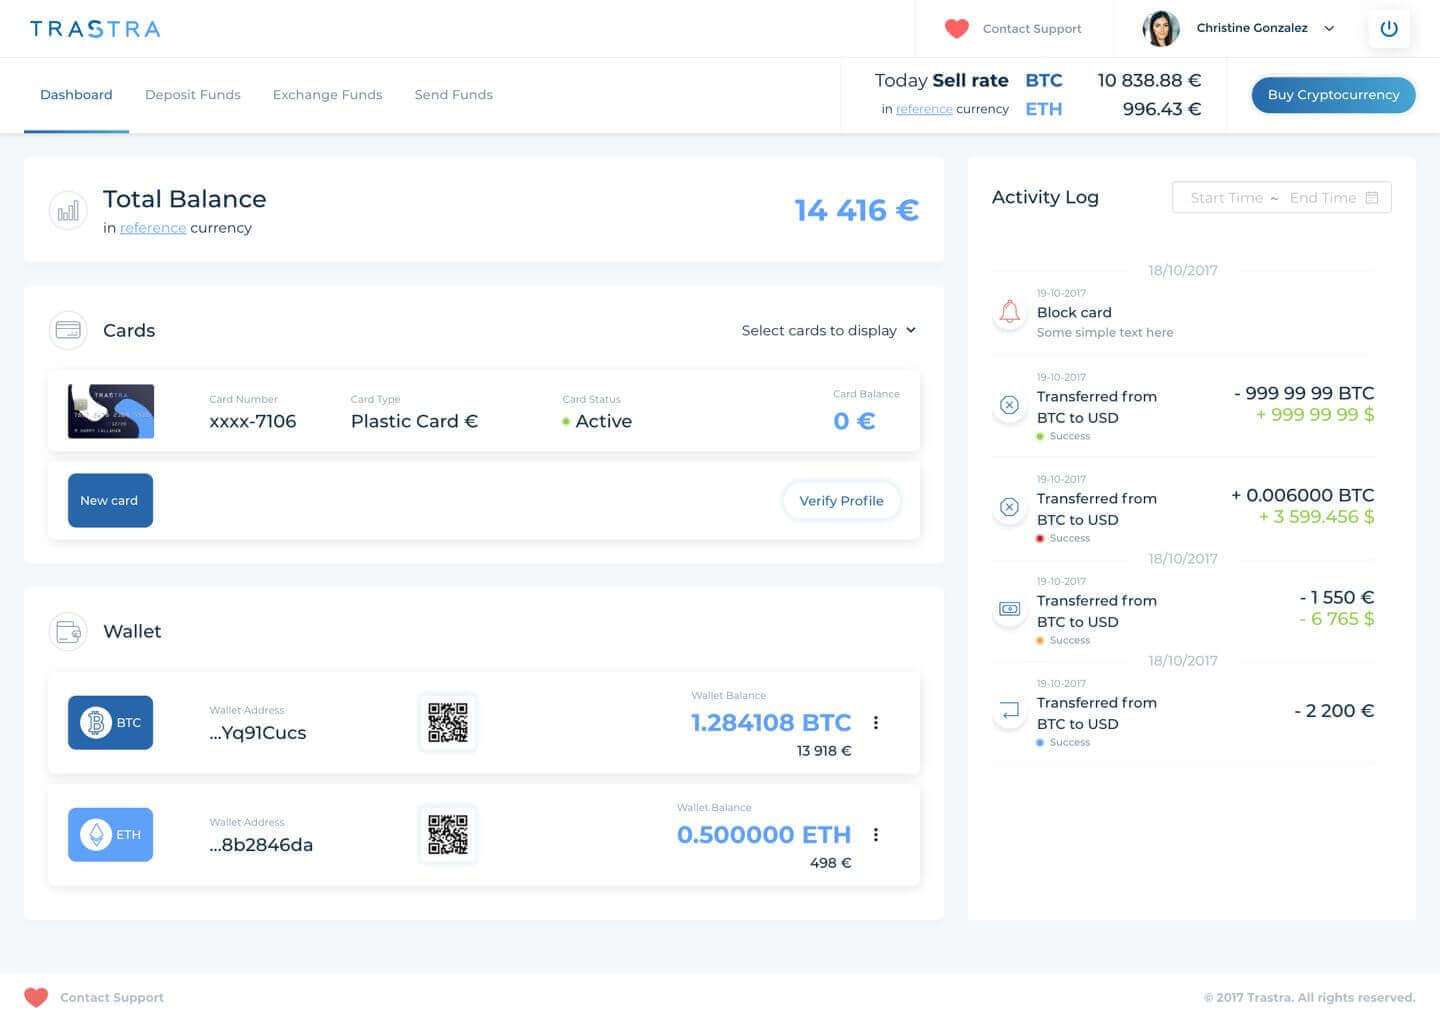 TRASTRA
Contact Support
Christine Gonzalez
Dashboard
Deposit Funds
Exchange Funds
Send Funds
Today Sell rate BTC 10 838.88 €
in reference currency ETH 996.43 €
Buy Cryptocurrency
Total Balance
in reference currency
14 416 €
Cards
Select cards to display
TRASTRA
Card Number
xxxx-7106
Card Type
Plastic Card €
Card Status
Active
Card Balance
0 €
New card
Verify Profile
Wallet
BTC
Wallet Address
...Yq91Cucs
Wallet Balance
1.284108 BTC
13 918 €
ETH
Wallet Address
...8b2846da
Wallet Balance
0.500000 ETH
498 €
Activity Log
Start Time ~ End Time
18/10/2017
19-10-2017
Block card
Some simple text here
19-10-2017
Transferred from
BTC to USD
Success
- 999 99 99 BTC
+ 999 99 99 $
19-10-2017
Transferred from
BTC to USD
Success
+ 0.006000 BTC
+ 3 599.456 $
18/10/2017
19-10-2017
Transferred from
BTC to USD
Success
- 1 550 €
- 6 765 $
18/10/2017
19-10-2017
Transferred from
BTC to USD
Success
- 2 200 €
Contact Support
© 2017 Trastra. All rights reserved.